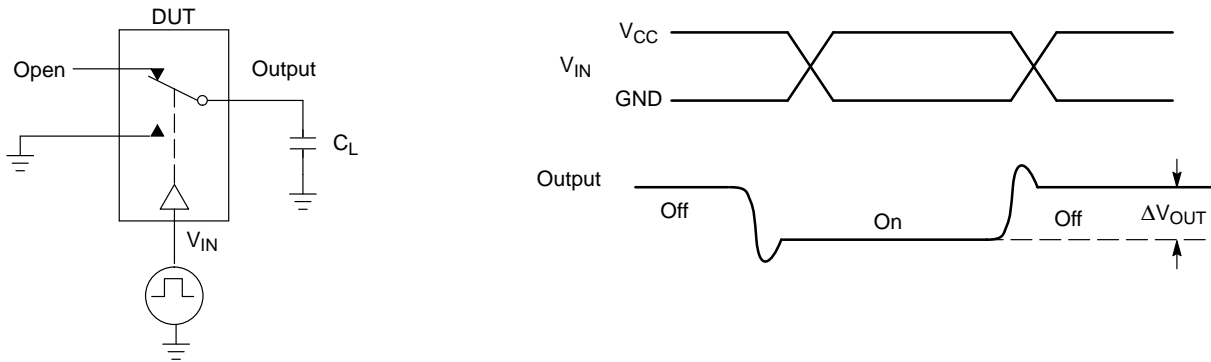 DUT
Open
Output
C_L
V_IN
V_CC
V_IN
GND
Output
Off
On
Off
ΔV_OUT